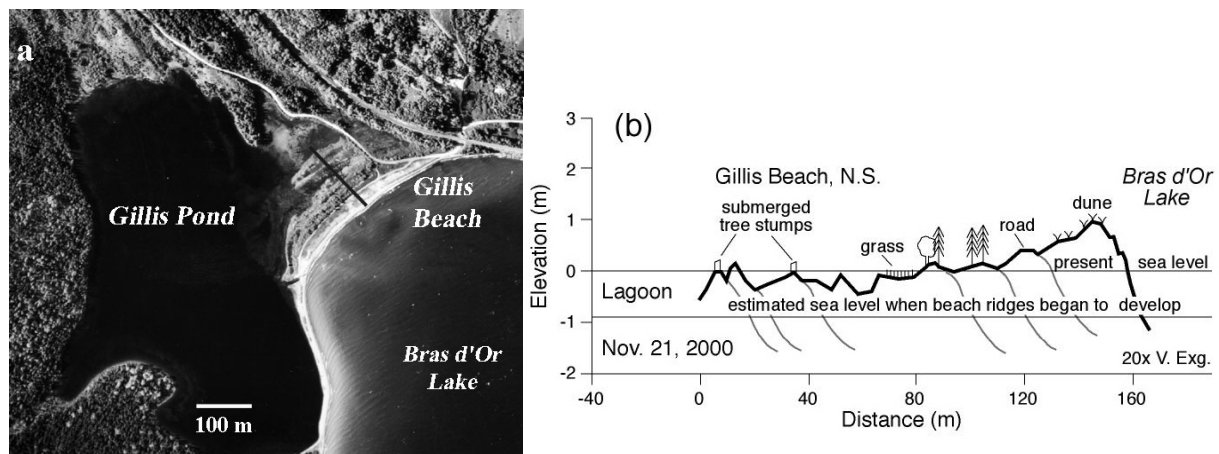 a
Gillis Pond
Gillis
Beach
Bras d'Or
Lake
100 m
(b)
3
2
1
0
-1
-2
Elevation (m)
Gillis Beach, N.S.
Bras d'Or
Lake
submerged
tree stumps
grass
road
dune
present
sea level
Lagoon
estimated sea level when beach ridges began to develop
Nov. 21, 2000
20x V. Exg.
-40
0
40
80
120
160
Distance (m)